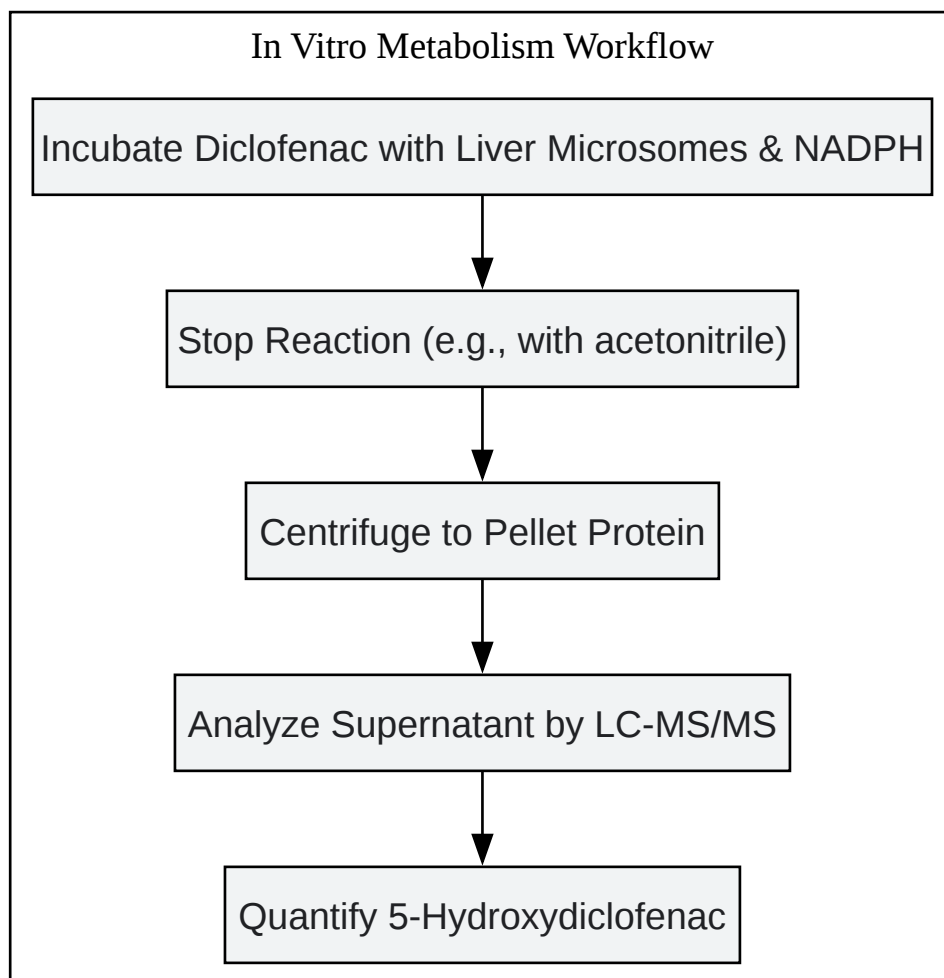 In Vitro Metabolism Workflow
Incubate Diclofenac with Liver Microsomes & NADPH
Stop Reaction (e.g., with acetonitrile)
Centrifuge to Pellet Protein
Analyze Supernatant by LC-MS/MS
Quantify 5-Hydroxydiclofenac